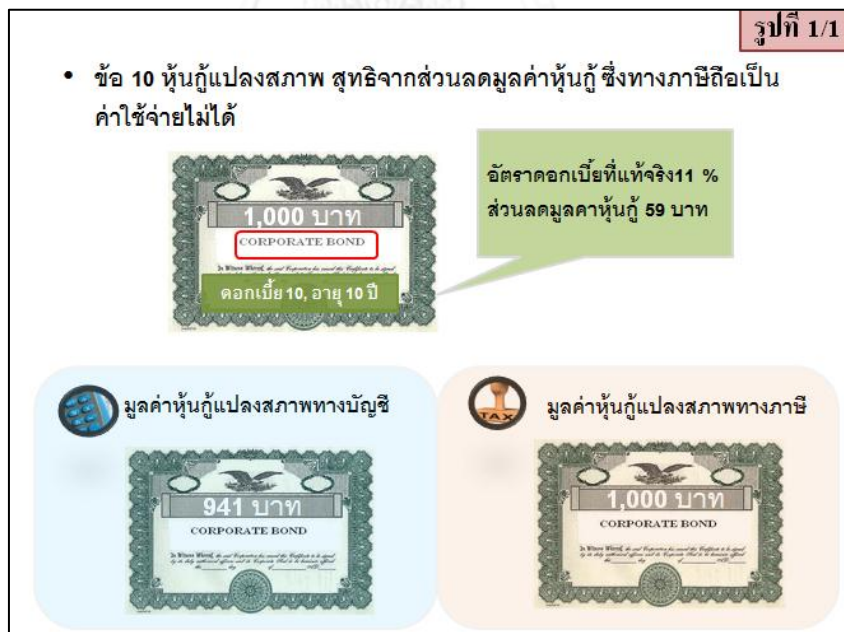 รูปที่ 1/1
• ข้อ 10 หุ้นกู้แปลงสภาพ สุทธิจากส่วนลดมูลค่าหุ้นกู้ ซึ่งทางภาษีถือเป็น
ค่าใช้จ่ายไม่ได้
1,000 บาท
CORPORATE BOND
ดอกเบี้ย 10, อายุ 10 ปี
อัตราดอกเบี้ยที่แท้จริง11 %
ส่วนลดมูลคาหุ้นกู้ 59 บาท
มูลค่าหุ้นกู้แปลงสภาพทางบัญชี
941 บาท
CORPORATE BOND
TAX
มูลค่าหุ้นกู้แปลงสภาพทางภาษี
1,000 บาท
CORPORATE BOND